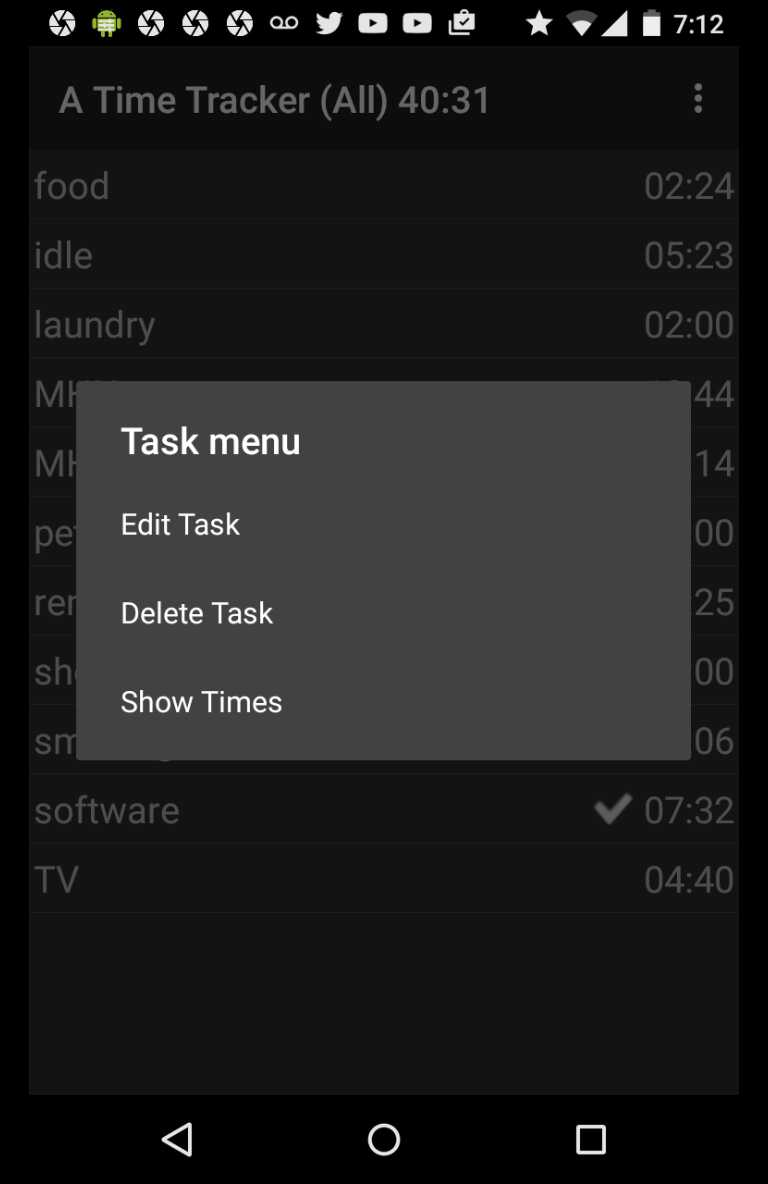 7:12
A Time Tracker (All) 40:31
food 02:24
idle 05:23
laundry 02:00
44
14
00
25
00
06
Task menu
Edit Task
Delete Task
Show Times
software 07:32
TV 04:40